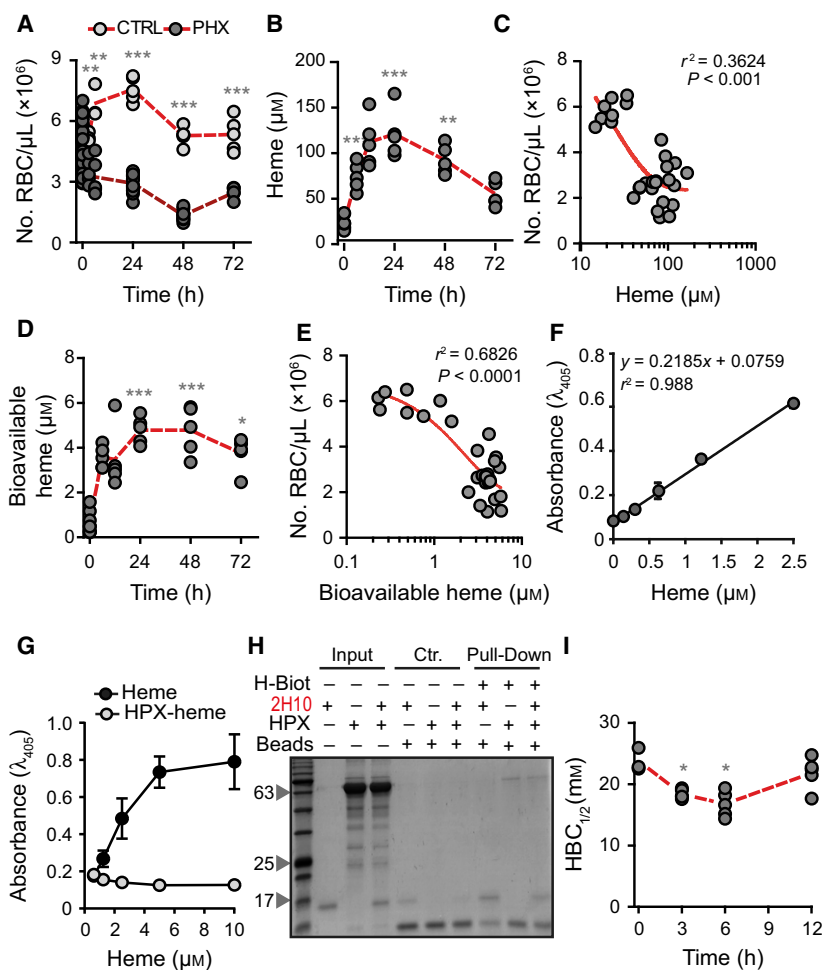 A
CTRL PHX
No. RBC/µL (×10⁶)
9
6
3
0
**
**
***
***
***
0 24 48 72
Time (h)
B
Heme (µM)
200
150
100
50
0
**
***
**
0 24 48 72
Time (h)
C
No. RBC/µL (×10⁶)
8
6
4
2
0
r² = 0.3624
P < 0.001
10 100 1000
Heme (µM)
D
Bioavailable
heme (µM)
8
6
4
2
0
***
***
*
0 24 48 72
Time (h)
E
No. RBC/µL (×10⁶)
8
6
4
2
0
r² = 0.6826
P < 0.0001
0.1 1 10
Bioavailable heme (µM)
F
Absorbance (λ₄₀₅)
0.8
0.6
0.4
0.2
0
y = 0.2185x + 0.0759
r² = 0.988
0 0.5 1 1.5 2 2.5
Heme (µM)
G
Heme
HPX-heme
Absorbance (λ₄₀₅)
1.0
0.8
0.6
0.4
0.2
0
0 2 4 6 8 10
Heme (µM)
H
Input Ctr. Pull-Down
H-Biot – – – – – – + + +
2H10 + – + + – + + – +
HPX – + + – + + – + +
Beads – – – + + + + + +
63
25
17
I
HBC₁/₂ (mM)
40
30
20
10
0
*
*
0 3 6 12
Time (h)